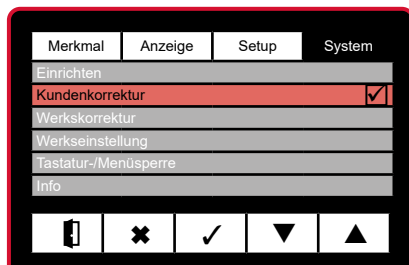 Merkmal Anzeige Setup System
Einrichten
Kundenkorrektur
Werkskorrektur
Werkseinstellung
Tastatur-/Menüsperre
Info